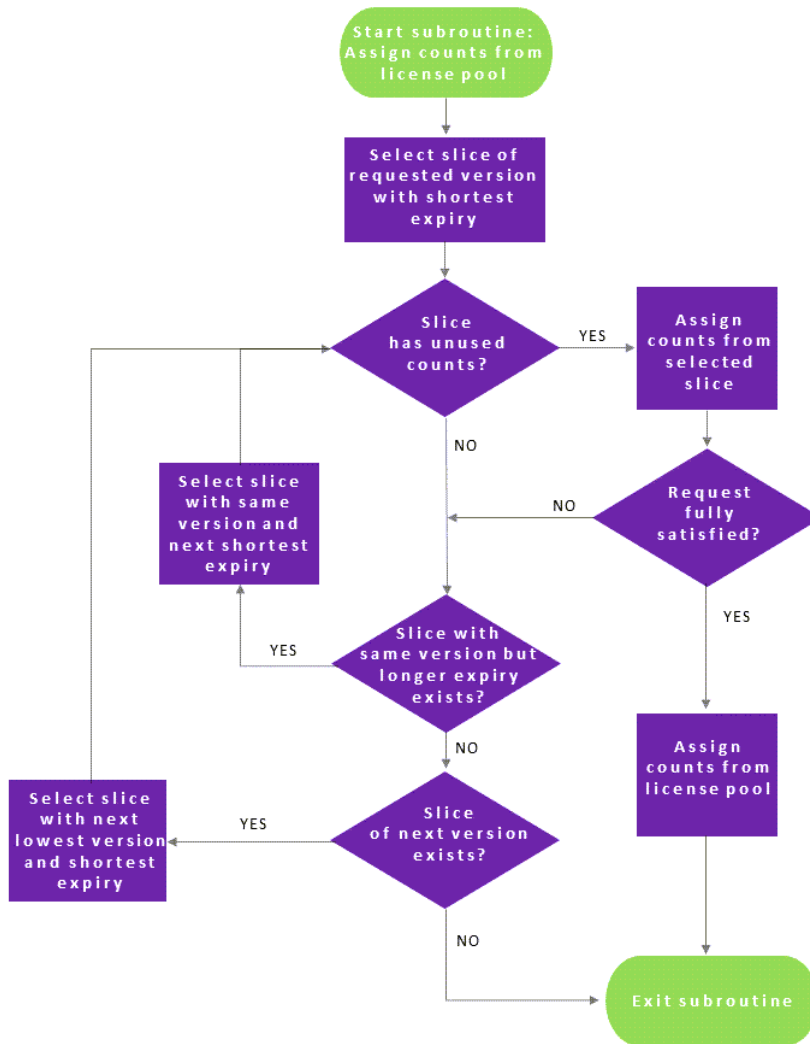 Start subroutine:
Assign counts from
license pool
Select slice of
requested version
with shortest
expiry
Slice
has unused
counts?
YES
Assign
counts from
selected
slice
NO
Select slice
with same
version and
next shortest
expiry
NO
Request
fully
satisfied?
YES
Slice with
same version but
longer expiry
exists?
YES
NO
Assign
counts from
license pool
Select slice
with next
lowest version
and shortest
expiry
YES
Slice
of next version
exists?
NO
Exit subroutine